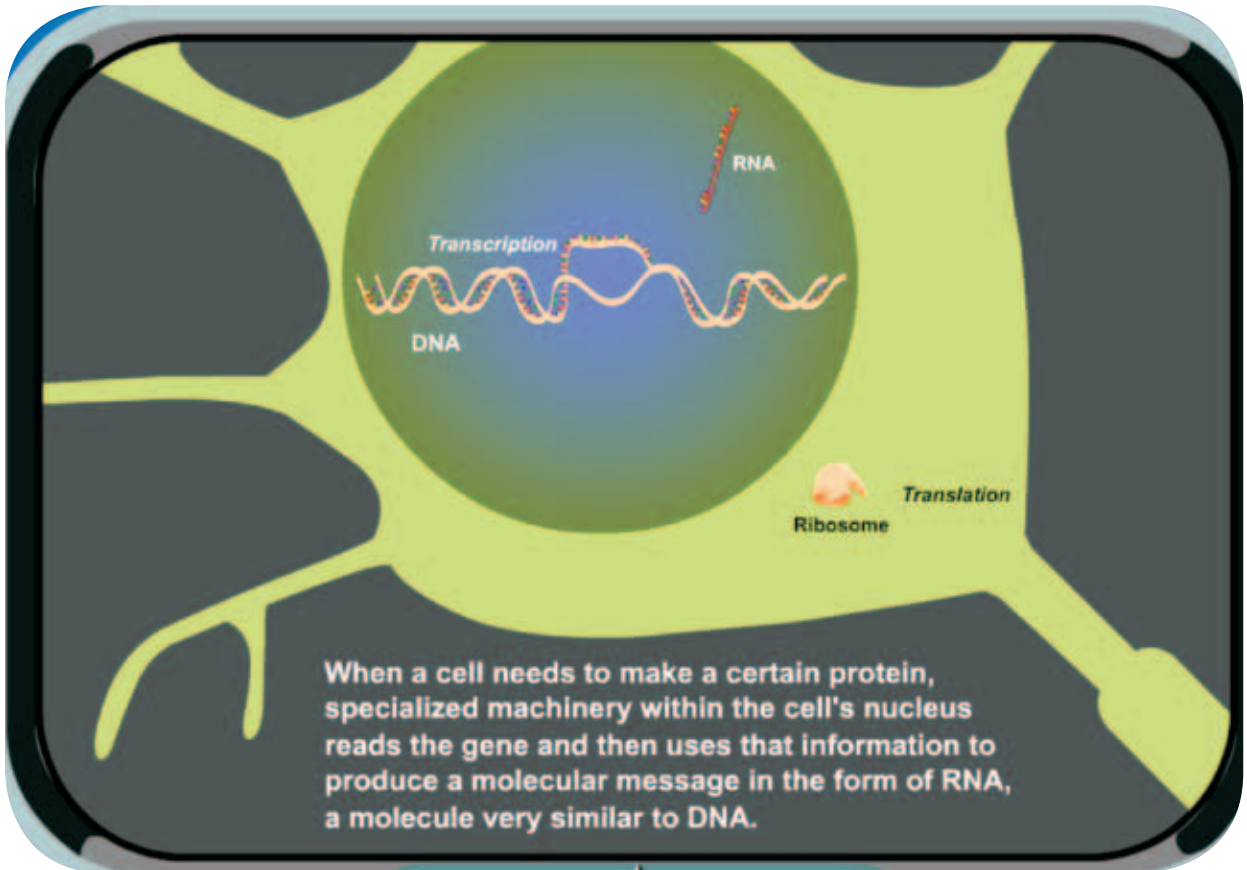 RNA
Transcription
DNA
Ribosome
Translation
When a cell needs to make a certain protein,
specialized machinery within the cell's nucleus
reads the gene and then uses that information to
produce a molecular message in the form of RNA,
a molecule very similar to DNA.